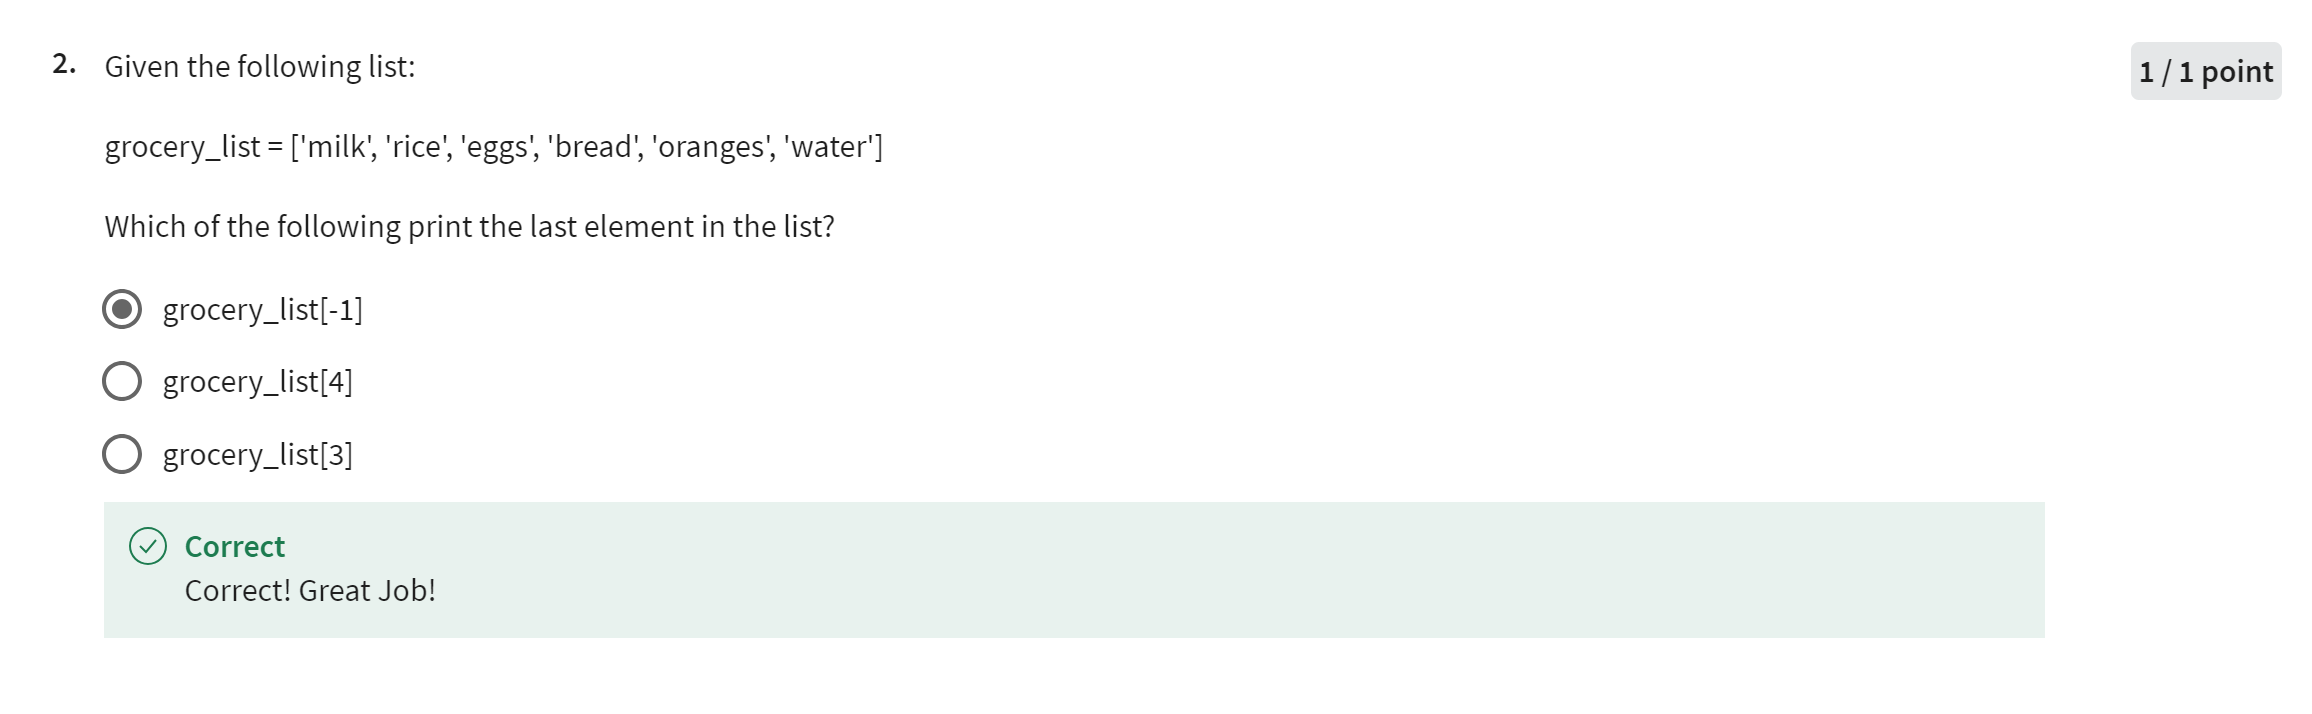 2. Given the following list:
1 / 1 point
grocery_list = ['milk', 'rice', 'eggs', 'bread', 'oranges', 'water']
Which of the following print the last element in the list?
grocery_list[-1]
grocery_list[4]
grocery_list[3]
Correct
Correct! Great Job!